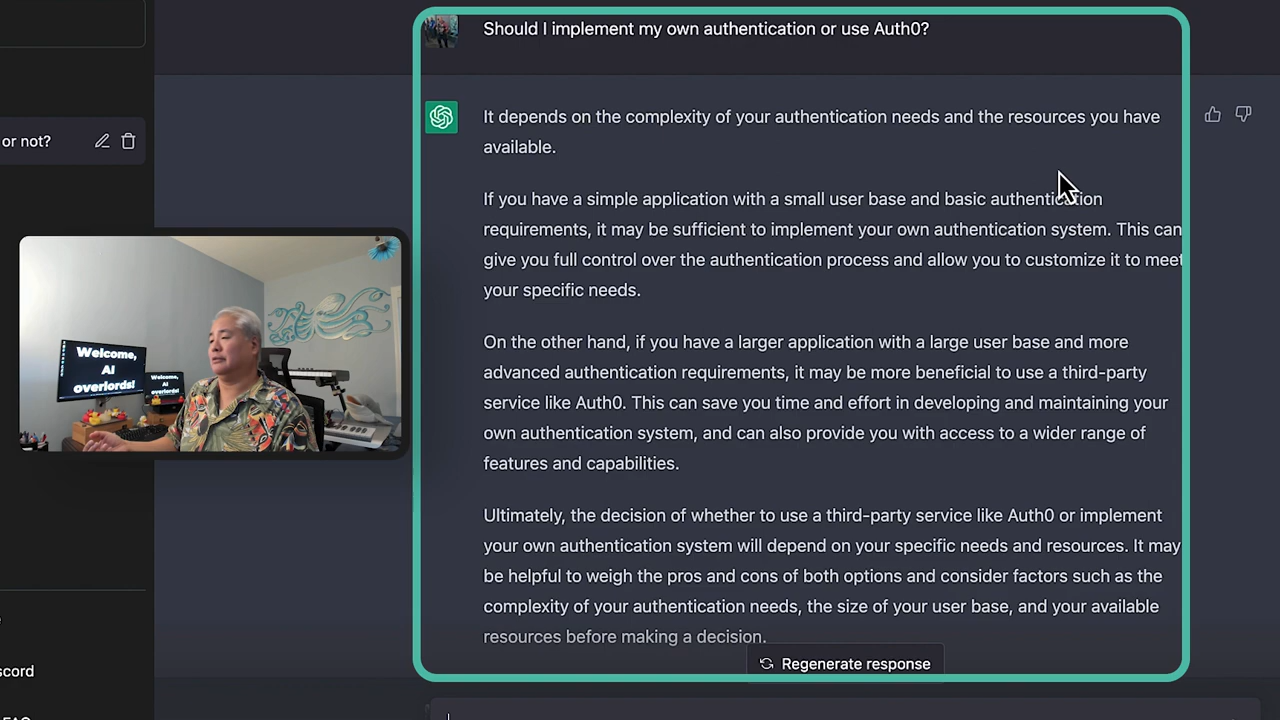 Should I implement my own authentication or use Auth0?
It depends on the complexity of your authentication needs and the resources you have
available.
or not?
If you have a simple application with a small user base and basic authentication
requirements, it may be sufficient to implement your own authentication system. This can
give you full control over the authentication process and allow you to customize it to meet
your specific needs.
On the other hand, if you have a larger application with a large user base and more
advanced authentication requirements, it may be more beneficial to use a third-party
service like Auth0. This can save you time and effort in developing and maintaining your
own authentication system, and can also provide you with access to a wider range of
features and capabilities.
Welcome,
AI
overlords!
Welcome,
AI
overlords!
Ultimately, the decision of whether to use a third-party service like Auth0 or implement
your own authentication system will depend on your specific needs and resources. It may
be helpful to weigh the pros and cons of both options and consider factors such as the
complexity of your authentication needs, the size of your user base, and your available
resources before making a decision.
Regenerate response
scord